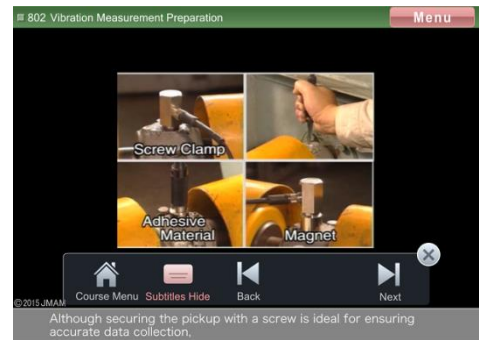 802 Vibration Measurement Preparation
Menu
Screw Clamp
Adhesive
Material
Magnet
Course Menu
Subtitles Hide
Back
Next
©2015 JMAM
Although securing the pickup with a screw is ideal for ensuring
accurate data collection,